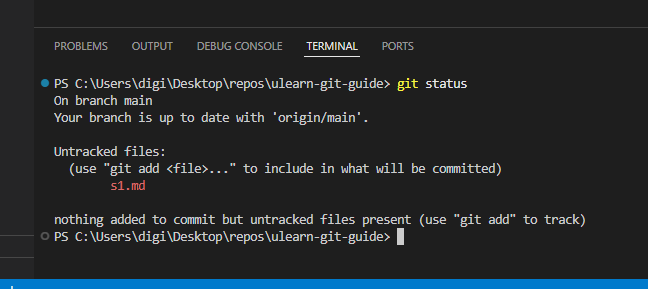 PROBLEMS OUTPUT DEBUG CONSOLE TERMINAL PORTS
PS C:\Users\digi\Desktop\repos\ulearn-git-guide> git status
On branch main
Your branch is up to date with 'origin/main'.
Untracked files:
(use "git add <file>..." to include in what will be committed)
s1.md
nothing added to commit but untracked files present (use "git add" to track)
PS C:\Users\digi\Desktop\repos\ulearn-git-guide>